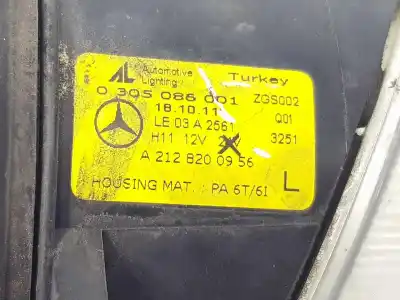 AL Automotive Lighting Turkey
0 305 086 001 ZGS002
18.10.11 Q01
LE 03 A 2561
H11 12V 3251
A 212 820 09 56
HOUSING MAT.: PA 6T/6I L